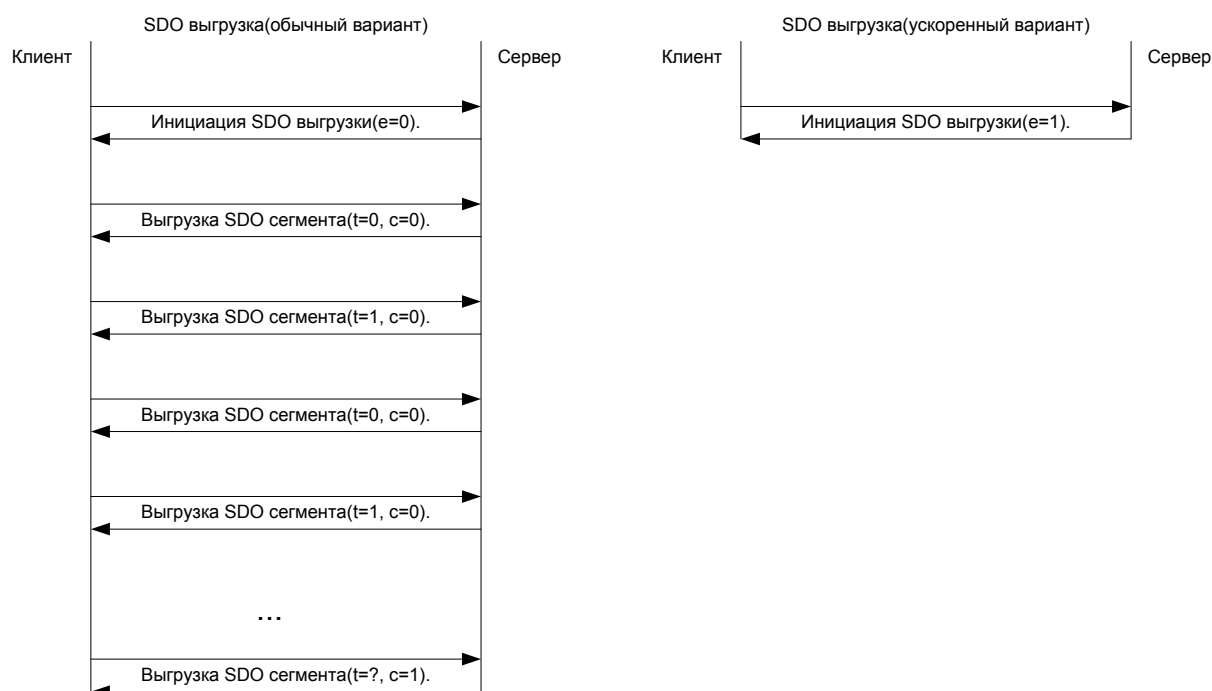 SDO выгрузка(обычный вариант)
Клиент
Сервер
Инициация SDO выгрузки(e=0).
Выгрузка SDO сегмента(t=0, c=0).
Выгрузка SDO сегмента(t=1, c=0).
Выгрузка SDO сегмента(t=0, c=0).
Выгрузка SDO сегмента(t=1, c=0).
...
Выгрузка SDO сегмента(t=?, c=1).
SDO выгрузка(ускоренный вариант)
Клиент
Сервер
Инициация SDO выгрузки(e=1).